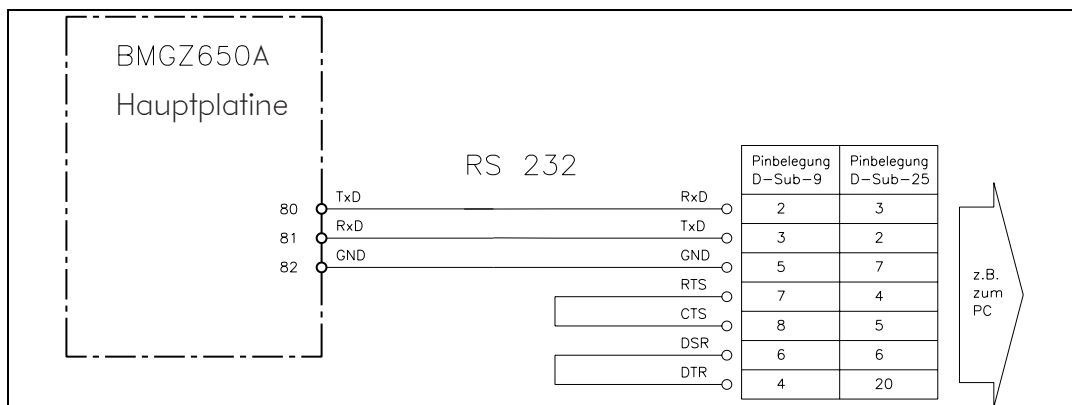 BMGZ650A
Hauptplatine
RS 232
Pinbelegung Pinbelegung
D-Sub-9 D-Sub-25
80 TxD RxD 2 3
81 RxD TxD 3 2
82 GND GND 5 7
RTS 7 4
CTS 8 5
DSR 6 6
DTR 4 20
z.B.
zum
PC